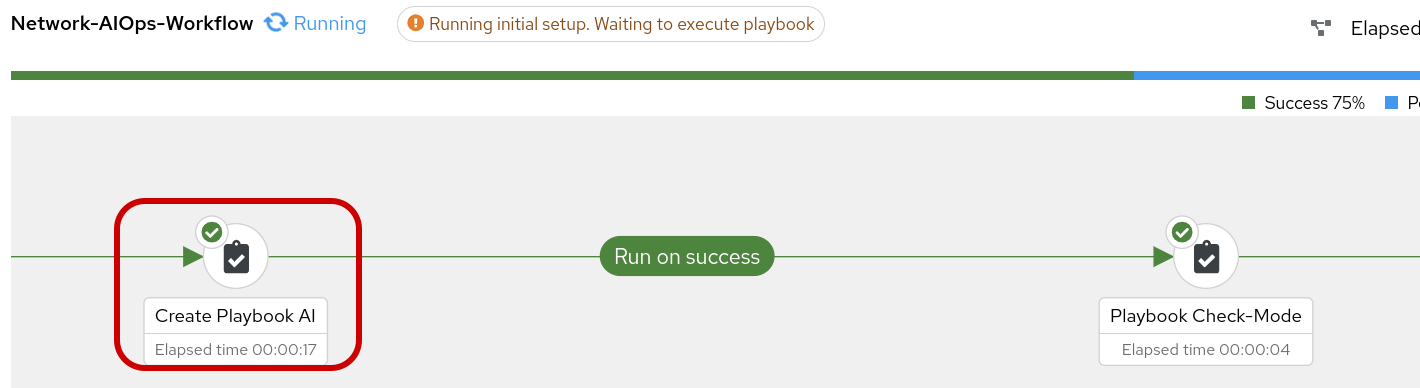 Network-AIOps-Workflow Running Running initial setup. Waiting to execute playbook Elapsed
Success 75%
Run on success
Create Playbook AI Playbook Check-Mode
Elapsed time 00:00:17 Elapsed time 00:00:04